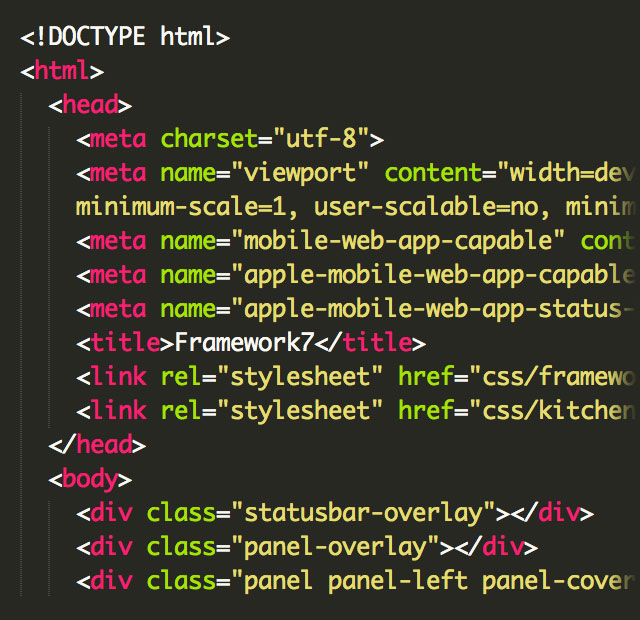 <!DOCTYPE html>
<html>
<head>
<meta charset="utf-8">
<meta name="viewport" content="width=dev
minimum-scale=1, user-scalable=no, minim
<meta name="mobile-web-app-capable" cont
<meta name="apple-mobile-web-app-capable
<meta name="apple-mobile-web-app-status-
<title>Framework7</title>
<link rel="stylesheet" href="css/framewo
<link rel="stylesheet" href="css/kitchen
</head>
<body>
<div class="statusbar-overlay"></div>
<div class="panel-overlay"></div>
<div class="panel panel-left panel-cover